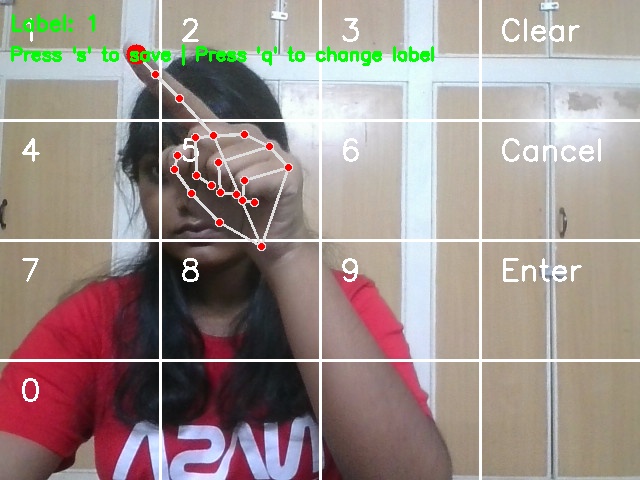 Label: 1
Press 's' to save | Press 'q' to change label
1 2 3 Clear
4 5 6 Cancel
7 8 9 Enter
0
NASA